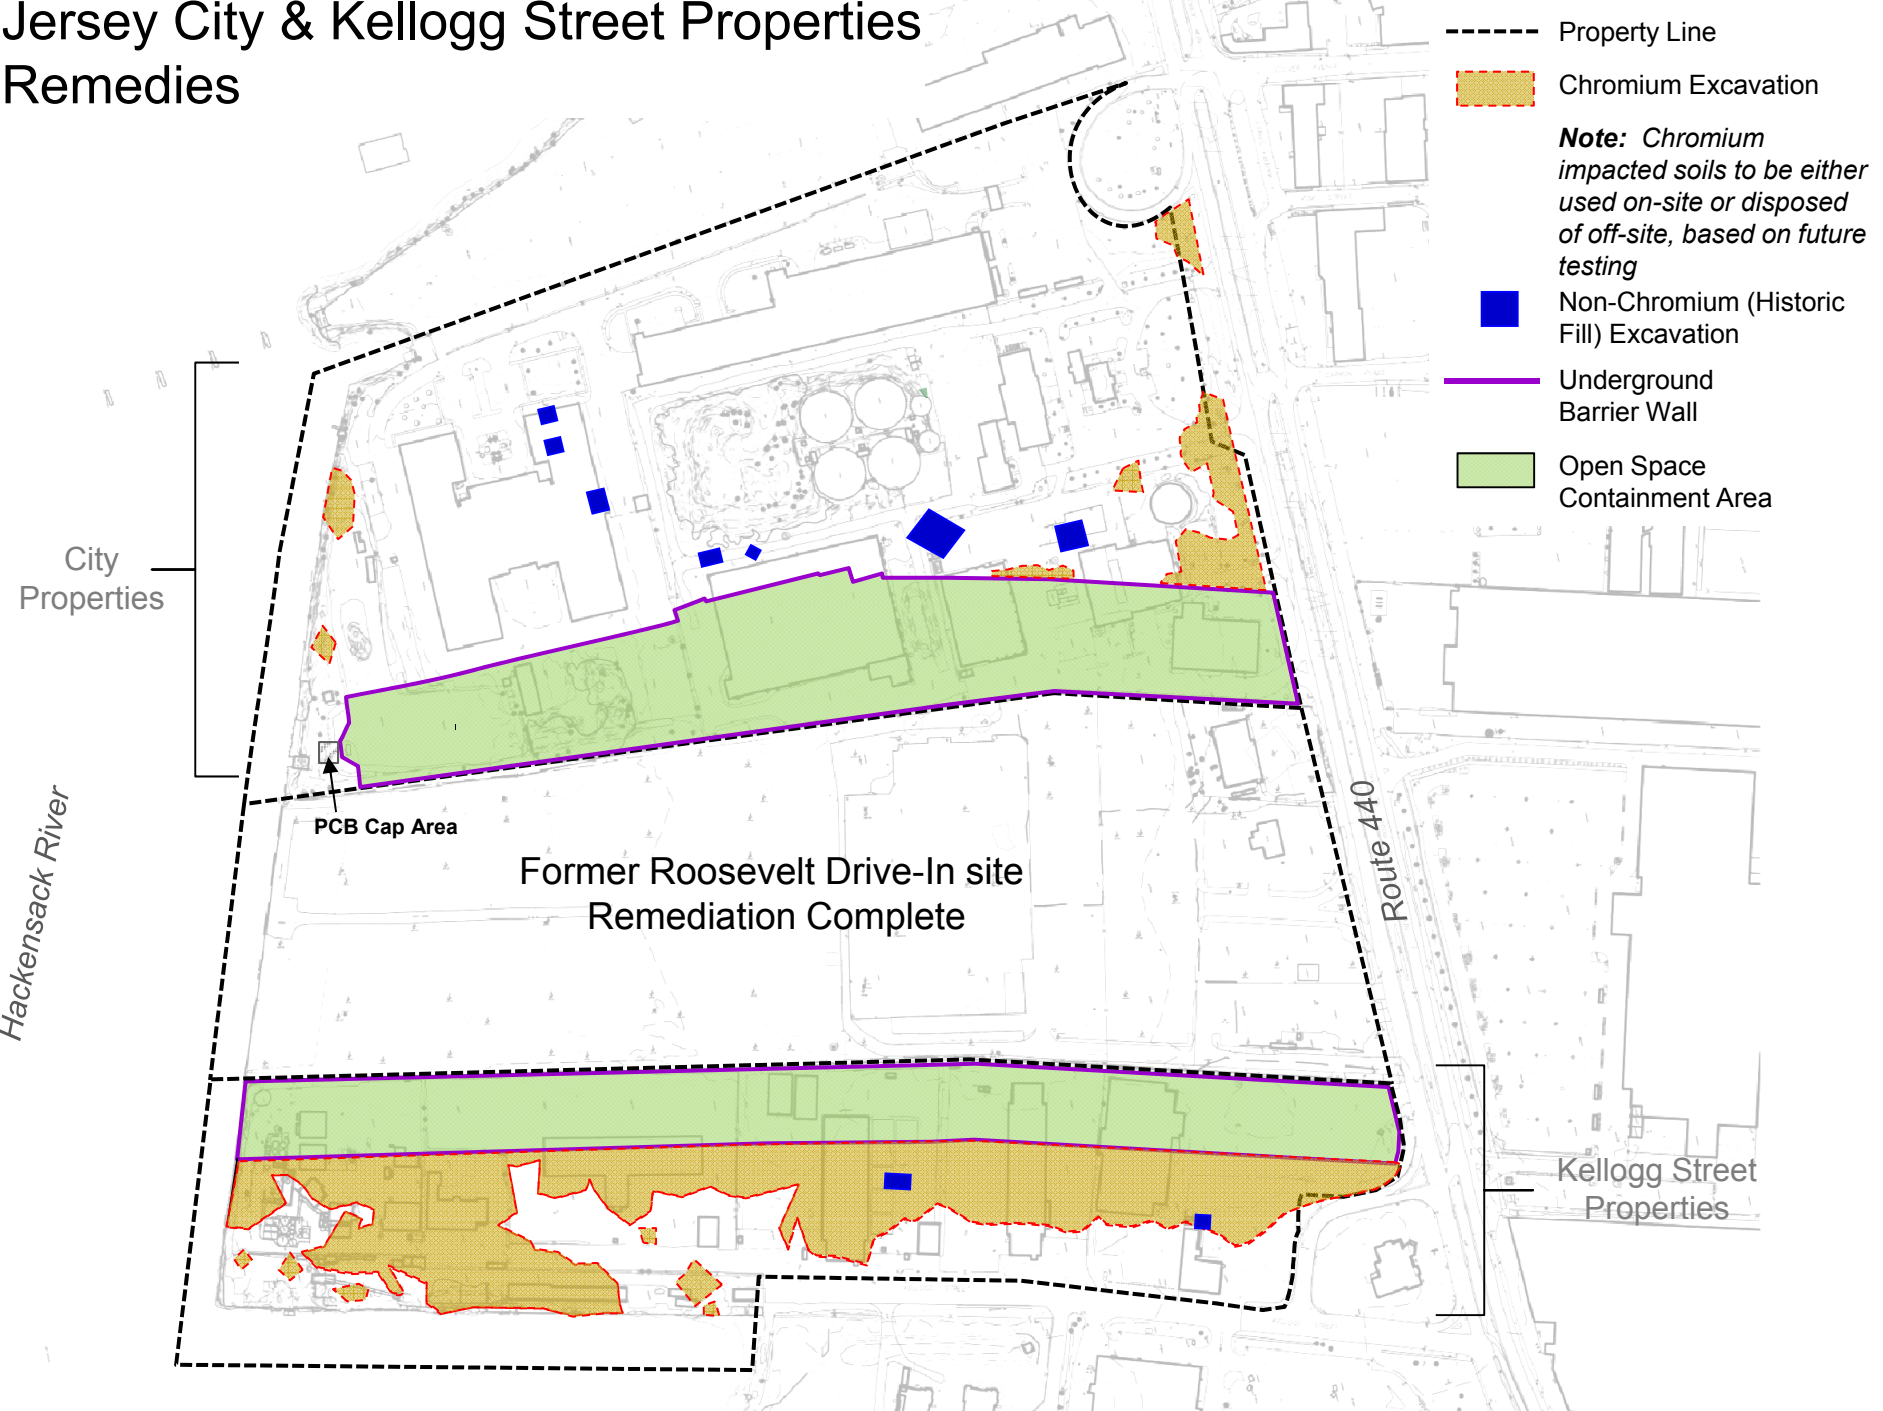 Jersey City & Kellogg Street Properties
Remedies
Property Line
Chromium Excavation
Note: Chromium
impacted soils to be either
used on-site or disposed
of off-site, based on future
testing
Non-Chromium (Historic
Fill) Excavation
Underground
Barrier Wall
Open Space
Containment Area
City
Properties
Hackensack River
PCB Cap Area
Former Roosevelt Drive-In site
Remediation Complete
Route 440
Kellogg Street
Properties